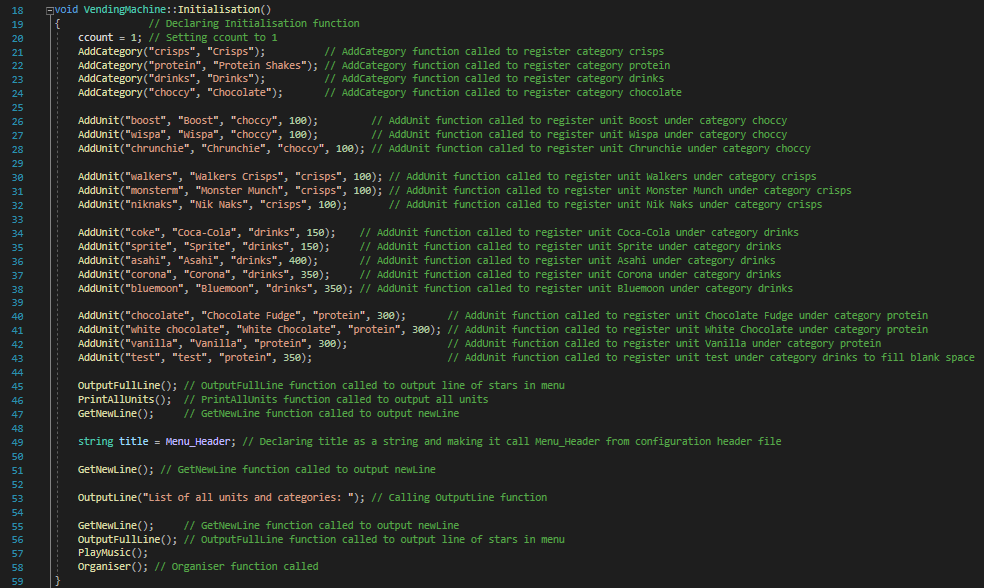 18 void VendingMachine::Initialisation()
19 { // Declaring Initialisation function
20 ccount = 1; // Setting ccount to 1
21 AddCategory("crisps", "Crisps"); // AddCategory function called to register category crisps
22 AddCategory("protein", "Protein Shakes"); // AddCategory function called to register category protein
23 AddCategory("drinks", "Drinks"); // AddCategory function called to register category drinks
24 AddCategory("choccy", "Chocolate"); // AddCategory function called to register category chocolate
25
26 AddUnit("boost", "Boost", "choccy", 100); // AddUnit function called to register unit Boost under category choccy
27 AddUnit("wispa", "Wispa", "choccy", 100); // AddUnit function called to register unit Wispa under category choccy
28 AddUnit("chrunchie", "Chrunchie", "choccy", 100); // AddUnit function called to register unit Chrunchie under category choccy
29
30 AddUnit("walkers", "Walkers Crisps", "crisps", 100); // AddUnit function called to register unit Walkers under category crisps
31 AddUnit("monsterm", "Monster Munch", "crisps", 100); // AddUnit function called to register unit Monster Munch under category crisps
32 AddUnit("niknaks", "Nik Naks", "crisps", 100); // AddUnit function called to register unit Nik Naks under category crisps
33
34 AddUnit("coke", "Coca-Cola", "drinks", 150); // AddUnit function called to register unit Coca-Cola under category drinks
35 AddUnit("sprite", "Sprite", "drinks", 150); // AddUnit function called to register unit Sprite under category drinks
36 AddUnit("asahi", "Asahi", "drinks", 400); // AddUnit function called to register unit Asahi under category drinks
37 AddUnit("corona", "Corona", "drinks", 350); // AddUnit function called to register unit Corona under category drinks
38 AddUnit("bluemoon", "Bluemoon", "drinks", 350); // AddUnit function called to register unit Bluemoon under category drinks
39
40 AddUnit("chocolate", "Chocolate Fudge", "protein", 300); // AddUnit function called to register unit Chocolate Fudge under category protein
41 AddUnit("white chocolate", "White Chocolate", "protein", 300); // AddUnit function called to register unit White Chocolate under category protein
42 AddUnit("vanilla", "Vanilla", "protein", 300); // AddUnit function called to register unit Vanilla under category protein
43 AddUnit("test", "test", "protein", 350); // AddUnit function called to register unit test under category drinks to fill blank space
44
45 OutputFullLine(); // OutputFullLine function called to output line of stars in menu
46 PrintAllUnits(); // PrintAllUnits function called to output all units
47 GetNewLine(); // GetNewLine function called to output newLine
48
49 string title = Menu_Header; // Declaring title as a string and making it call Menu_Header from configuration header file
50
51 GetNewLine(); // GetNewLine function called to output newLine
52
53 OutputLine("List of all units and categories: "); // Calling OutputLine function
54
55 GetNewLine(); // GetNewLine function called to output newLine
56 OutputFullLine(); // OutputFullLine function called to output line of stars in menu
57 PlayMusic();
58 Organiser(); // Organiser function called
59 }